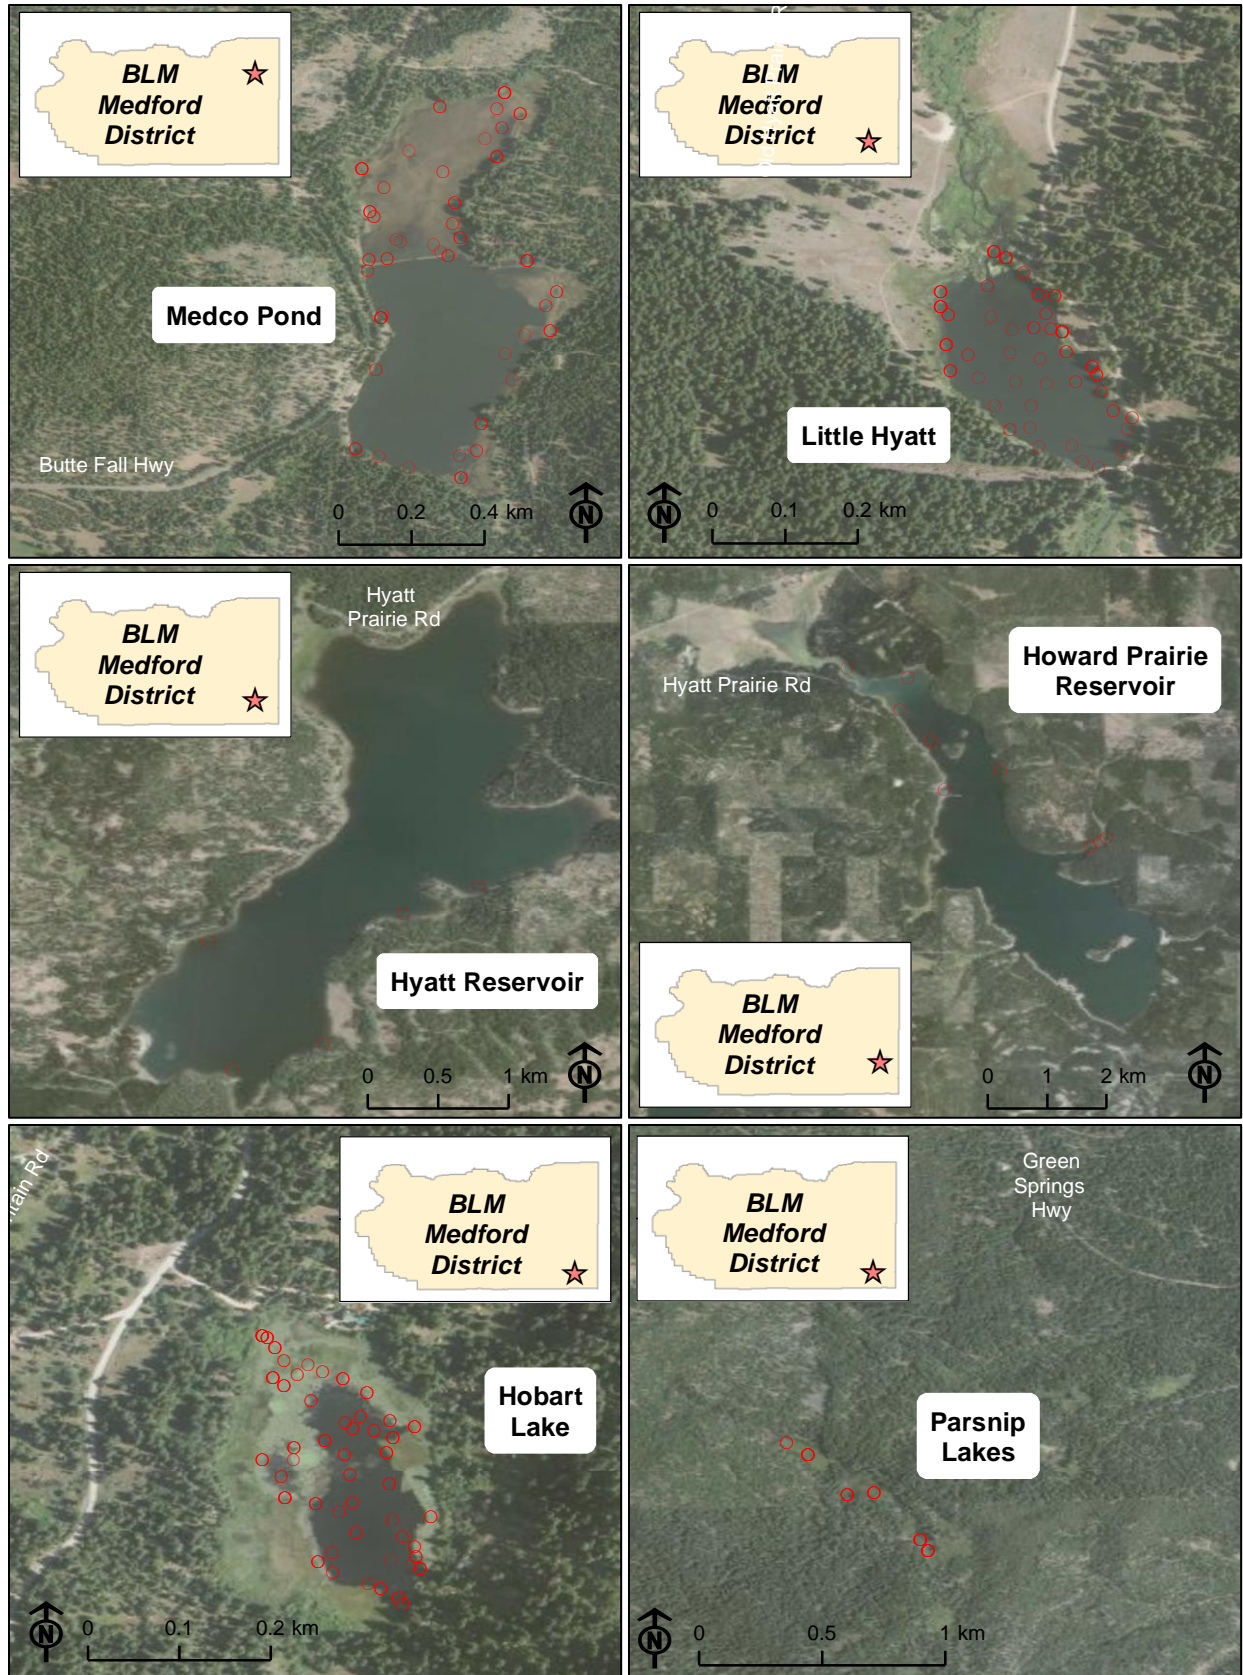 BLM
Medford
District
Medco Pond
Butte Fall Hwy
0 0.2 0.4 km
N
BLM
Medford
District
Little Hyatt
N
0 0.1 0.2 km
Hyatt
Prairie Rd
BLM
Medford
District
Hyatt Reservoir
0 0.5 1 km
N
Howard Prairie
Reservoir
Hyatt Prairie Rd
BLM
Medford
District
0 1 2 km
N
ntain Rd
BLM
Medford
District
Hobart
Lake
N
0 0.1 0.2 km
Green
Springs
Hwy
BLM
Medford
District
Parsnip
Lakes
N
0 0.5 1 km